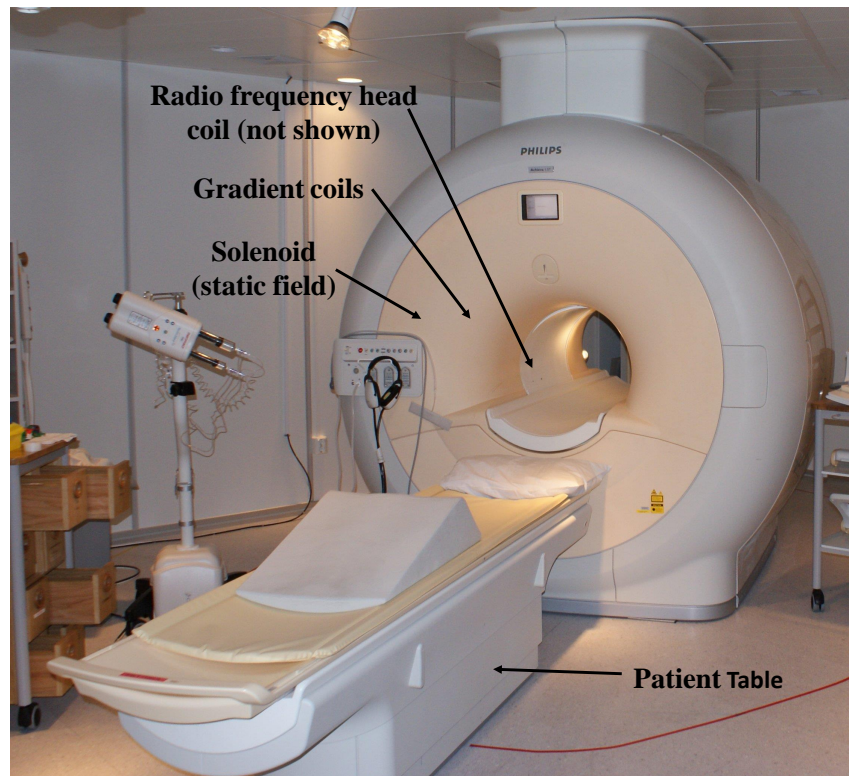 Radio frequency head
coil (not shown)
PHILIPS
Gradient coils
Solenoid
(static field)
Patient Table